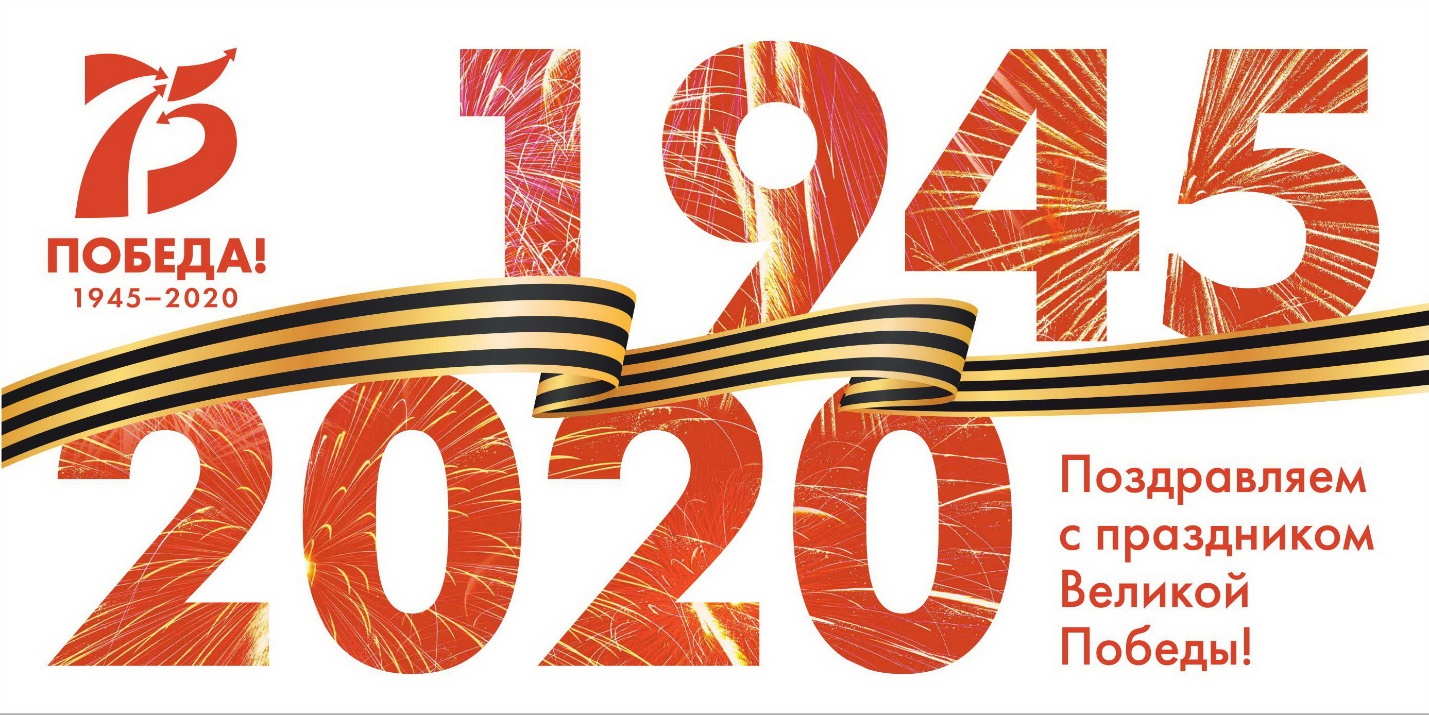 75
ПОБЕДА!
1945–2020
1945
2020
Поздравляем
с праздником
Великой
Победы!